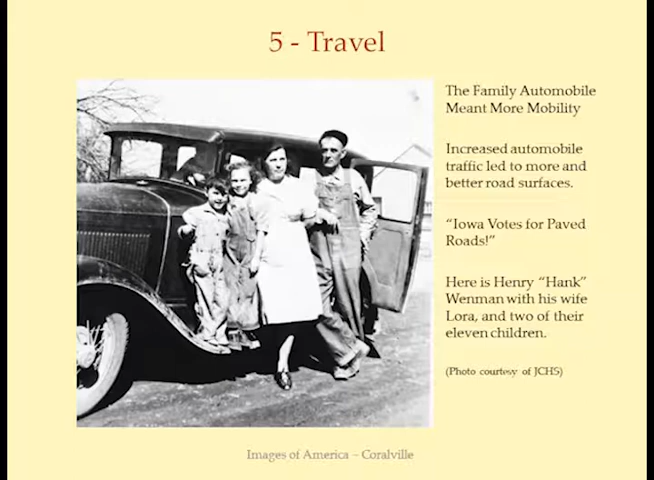 5 - Travel
The Family Automobile
Meant More Mobility
Increased automobile
traffic led to more and
better road surfaces.
“Iowa Votes for Paved
Roads!”
Here is Henry “Hank”
Wenman with his wife
Lora, and two of their
eleven children.
(Photo courtesy of JCHS)
Images of America – Coralville